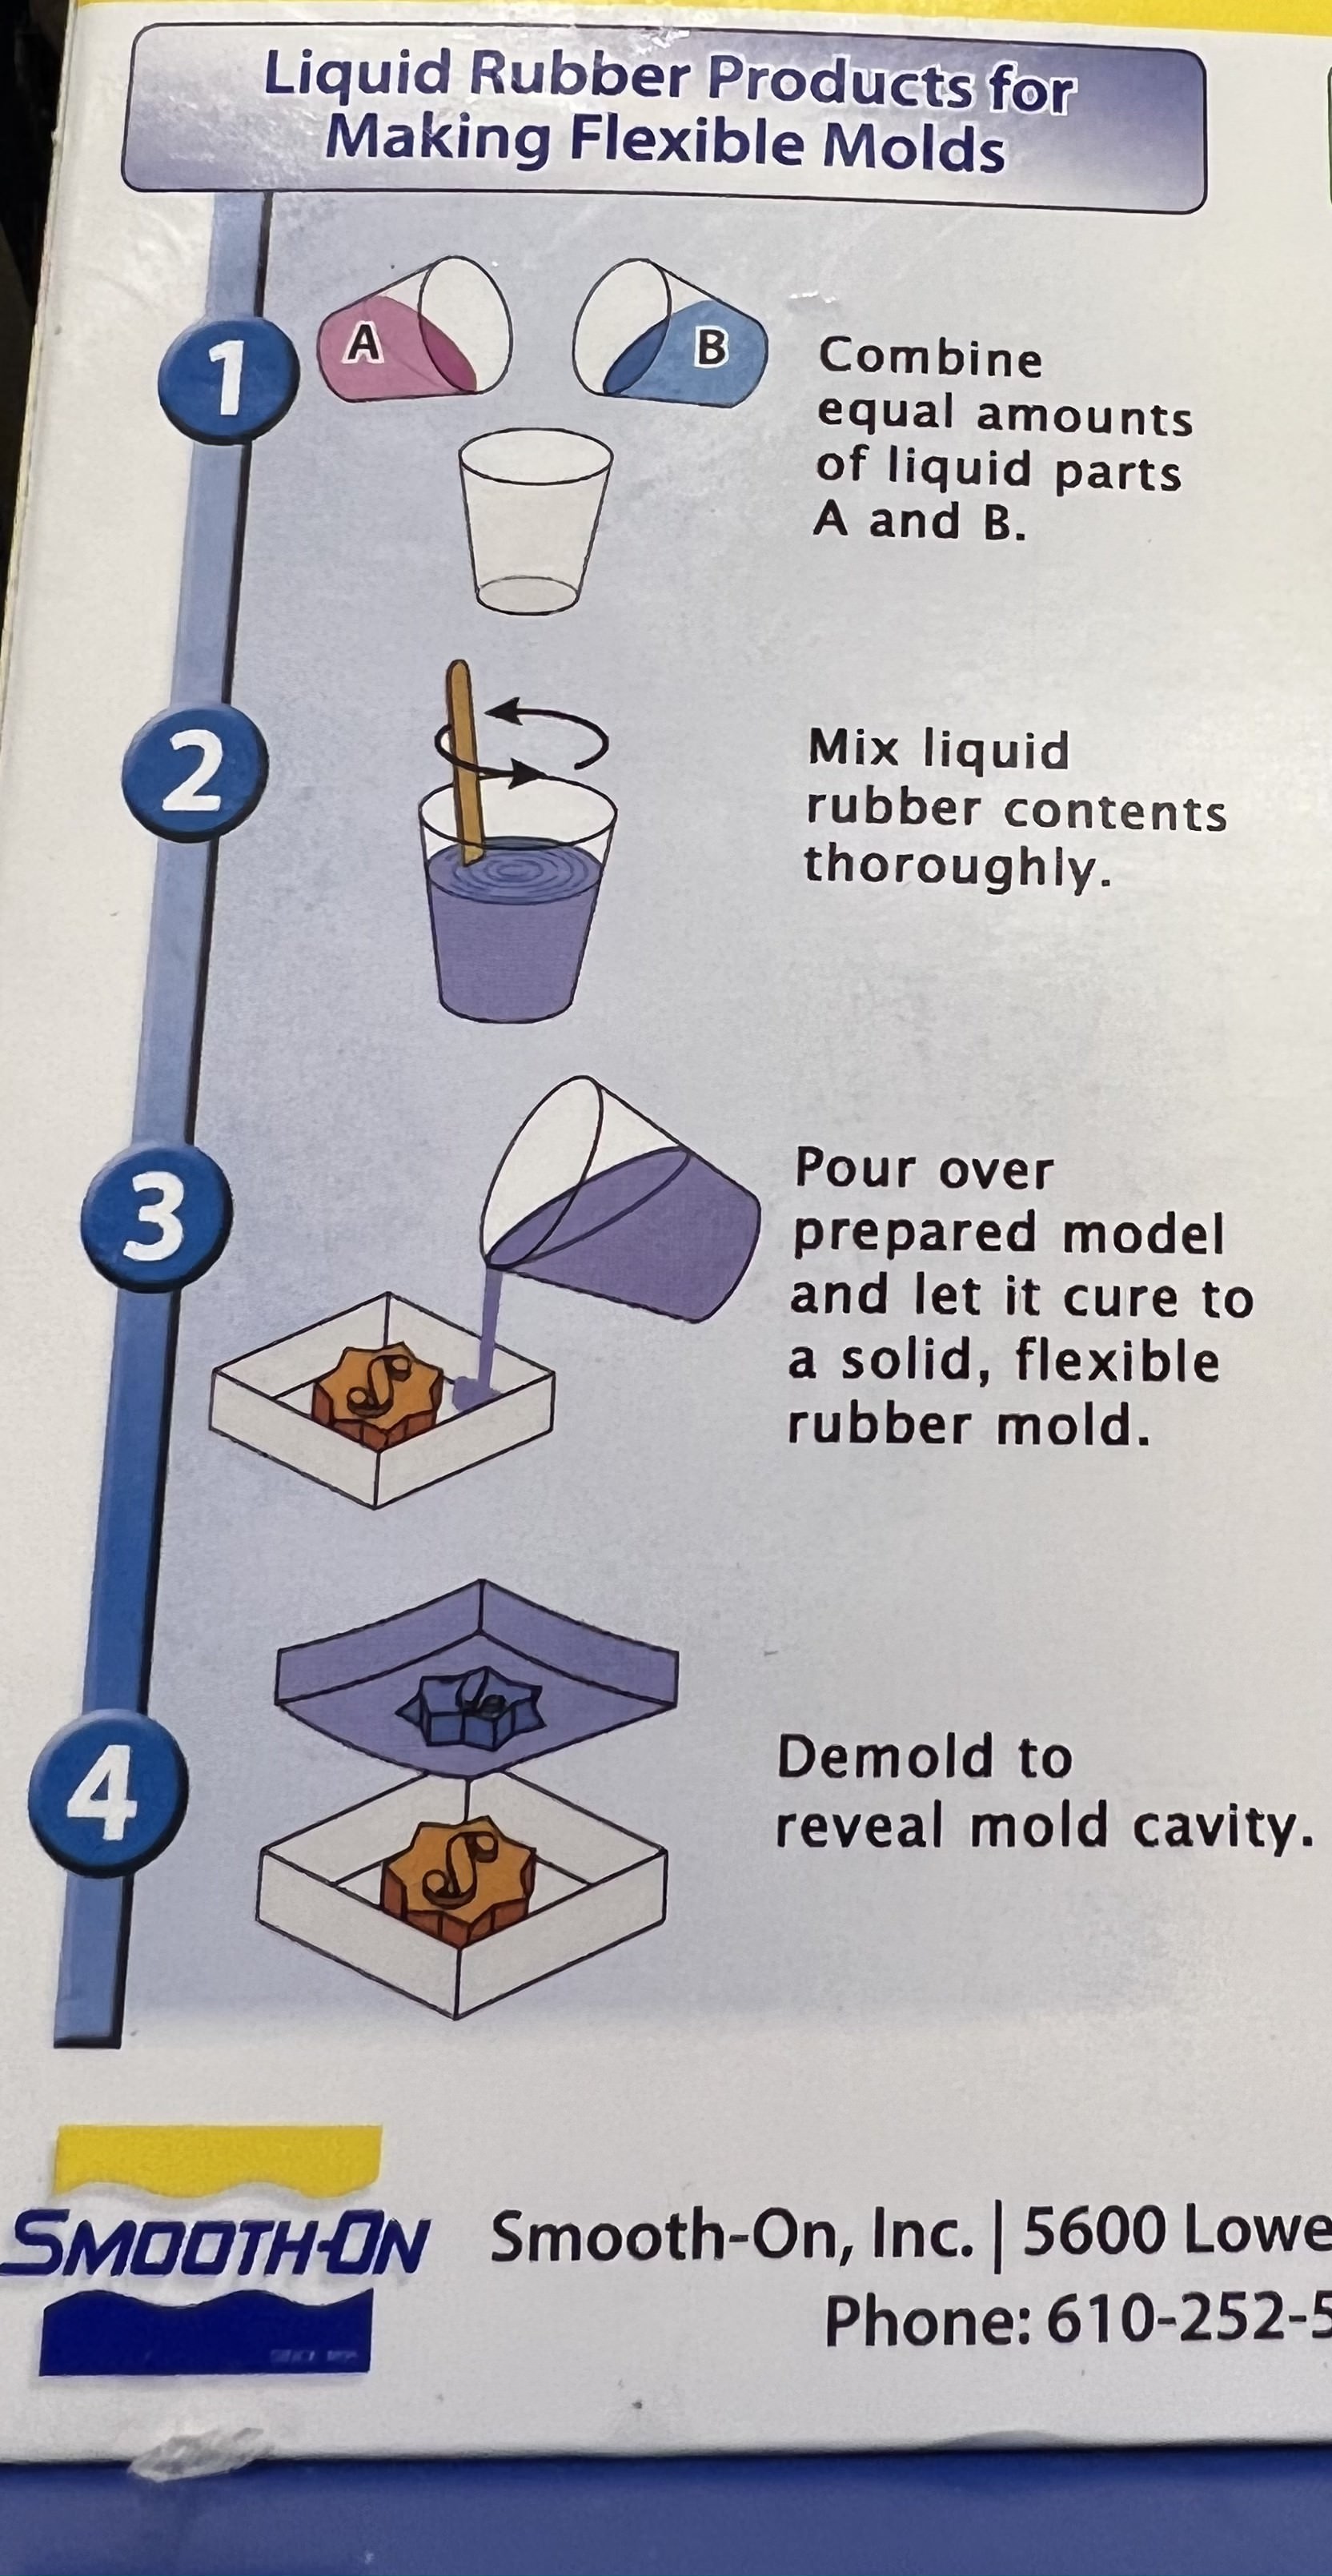 Liquid Rubber Products for
Making Flexible Molds
1
A
B
Combine
equal amounts
of liquid parts
A and B.
2
Mix liquid
rubber contents
thoroughly.
3
Pour over
prepared model
and let it cure to
a solid, flexible
rubber mold.
4
Demold to
reveal mold cavity.
SMOOTH-ON
Smooth-On, Inc. | 5600 Lowe
Phone: 610-252-5